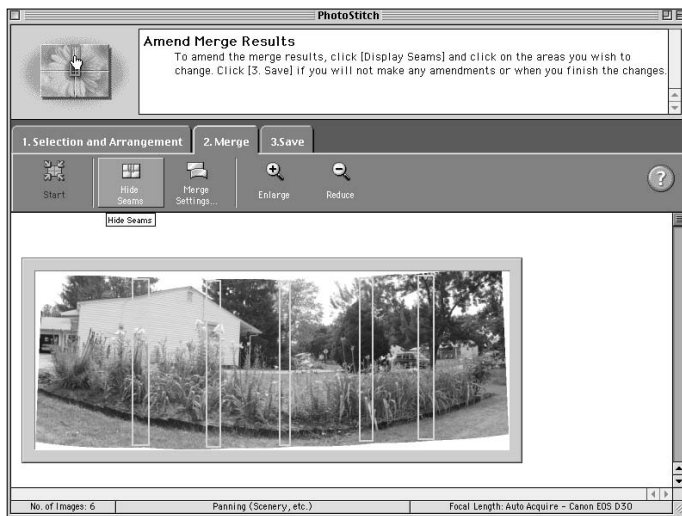 PhotoStitch
Amend Merge Results
To amend the merge results, click [Display Seams] and click on the areas you wish to
change. Click [3. Save] if you will not make any amendments or when you finish the changes.
1. Selection and Arrangement 2. Merge 3.Save
Start
Hide
Seams
Merge
Settings...
Enlarge
Reduce
?
Hide Seams
No. of Images: 6 Panning (Scenery, etc.) Focal Length: Auto Acquire - Canon EOS D30